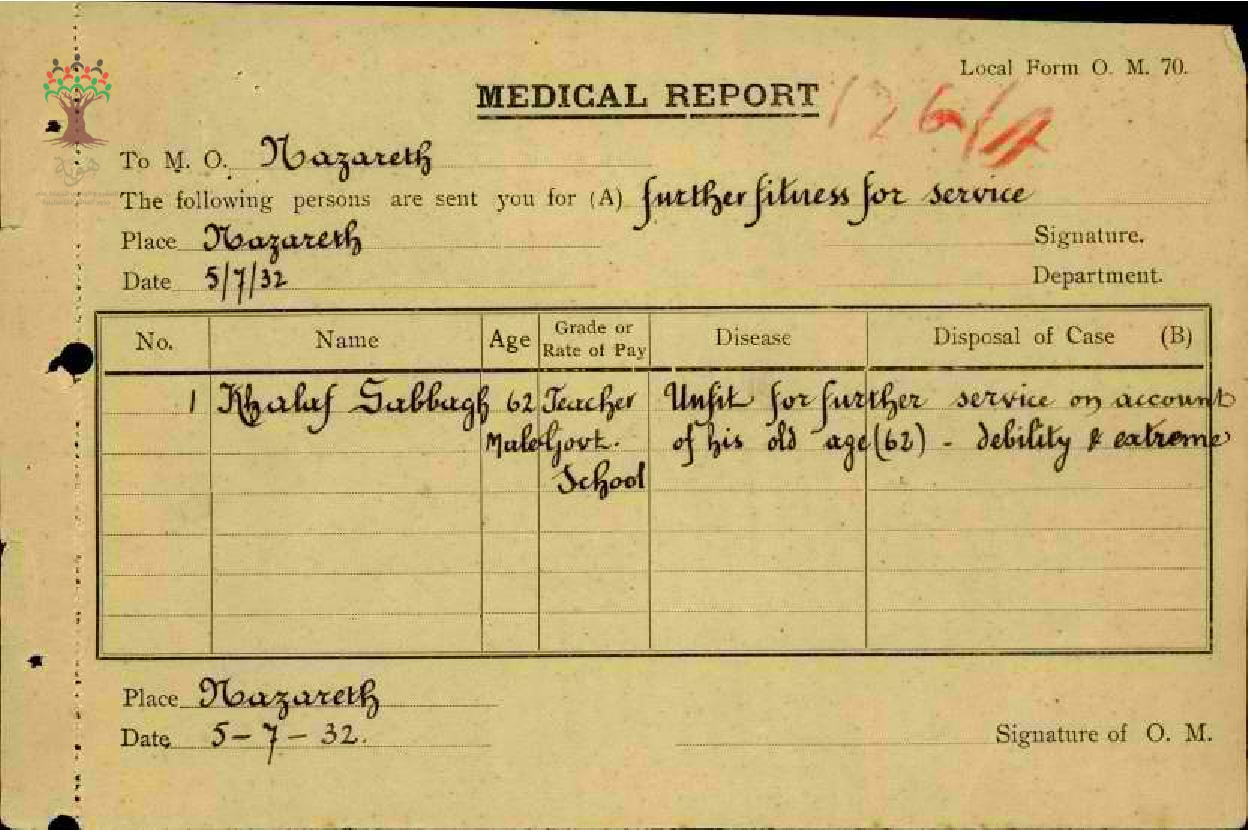 Local Form O. M. 70.
MEDICAL REPORT
126/A
To M. O. Nazareth
The following persons are sent you for (A) further fitness for service
Place Nazareth Signature.
Date 5/7/32 Department.
No. Name Age Grade or Rate of Pay Disease Disposal of Case (B)
1 Khalaf Sabbagh 62 Teacher Unfit for further service on account
Male Govt. of his old age (62) - debility & extreme
School
Place Nazareth
Date 5-7-32. Signature of O. M.